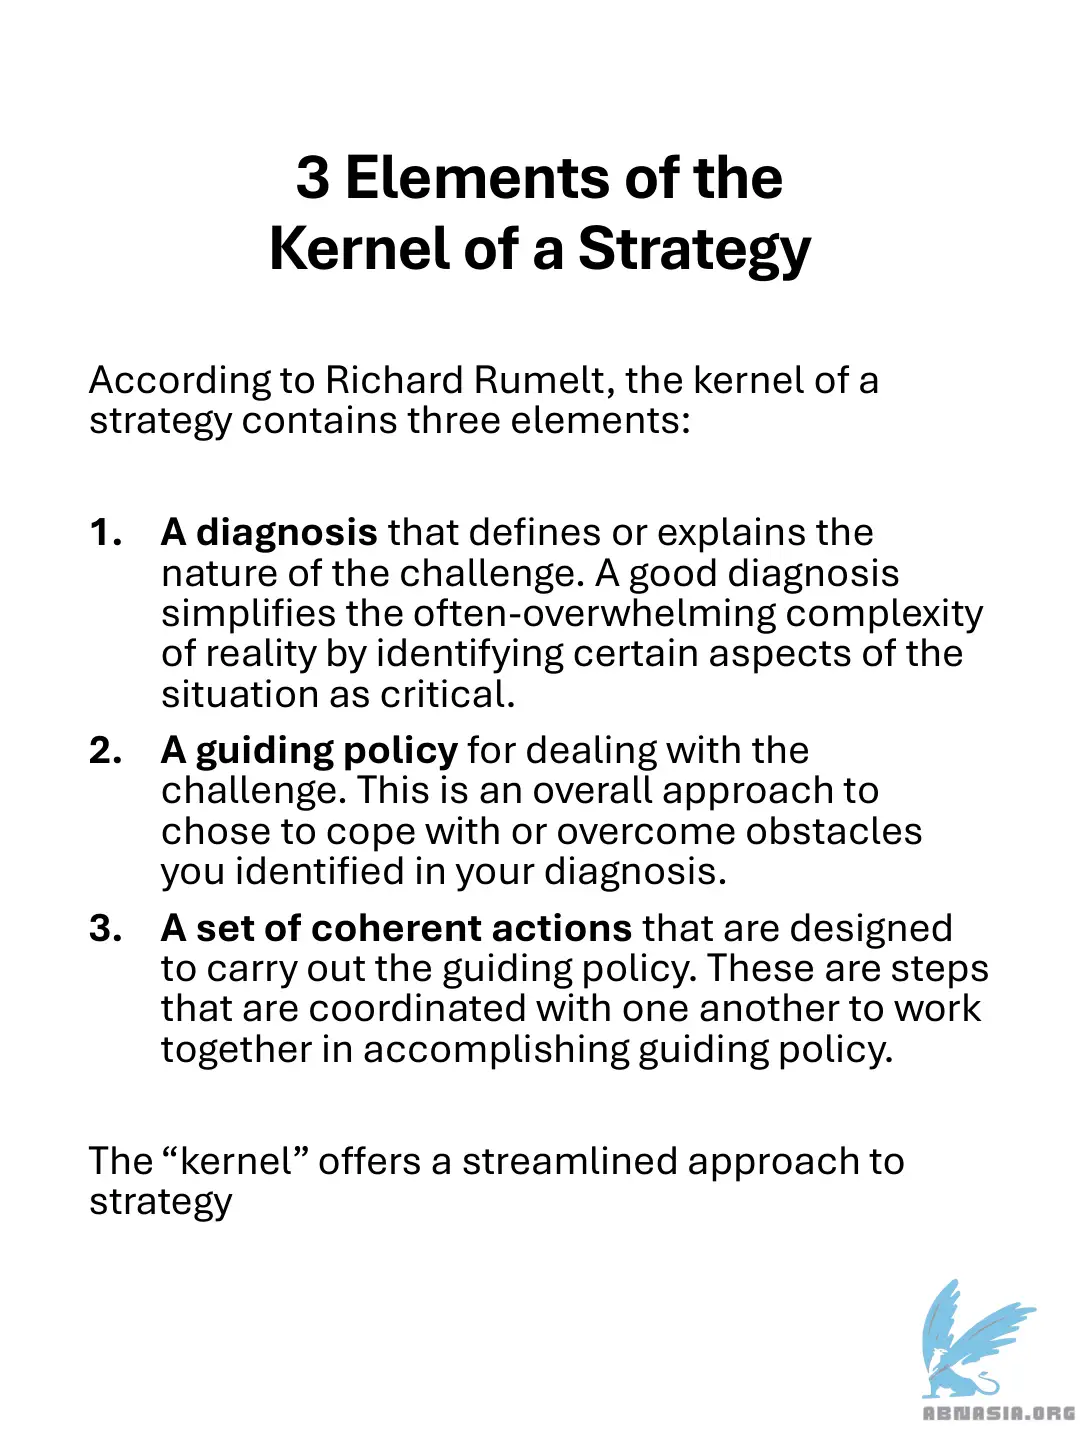 3 Elements of the
Kernel of a Strategy
According to Richard Rumelt, the kernel of a
strategy contains three elements:
1. A diagnosis that defines or explains the
nature of the challenge. A good diagnosis
simplifies the often-overwhelming complexity
of reality by identifying certain aspects of the
situation as critical.
2. A guiding policy for dealing with the
challenge. This is an overall approach to
chose to cope with or overcome obstacles
you identified in your diagnosis.
3. A set of coherent actions that are designed
to carry out the guiding policy. These are steps
that are coordinated with one another to work
together in accomplishing guiding policy.
The “kernel” offers a streamlined approach to
strategy
ABNASIA.ORG